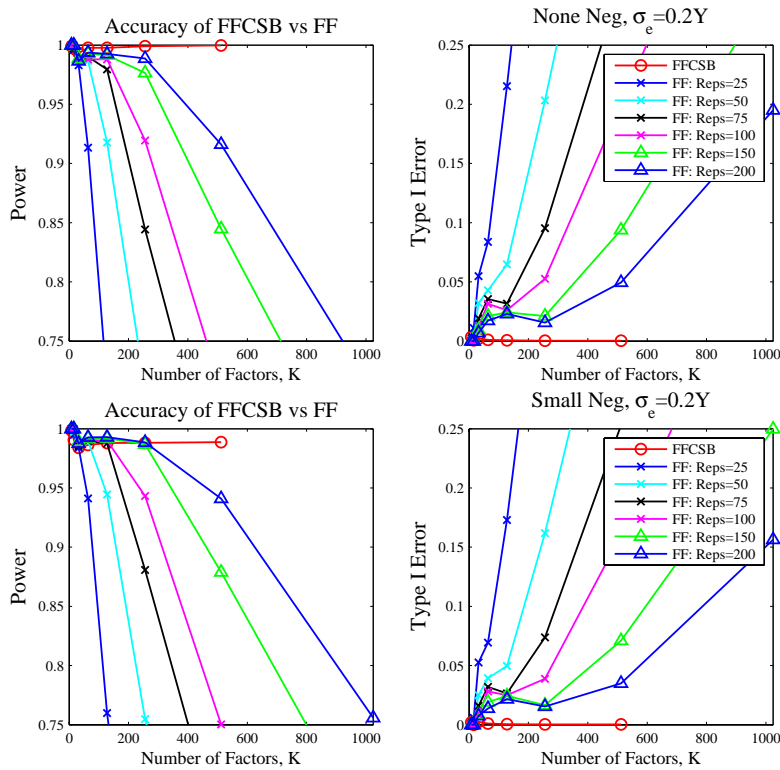 Accuracy of FFCSB vs FF
1
0.95
0.9
0.85
0.8
0.75
Power
0 200 400 600 800 1000
Number of Factors, K
None Neg, σe=0.2Y
0.25
0.2
0.15
0.1
0.05
0
Type I Error
FFCSB
FF: Reps=25
FF: Reps=50
FF: Reps=75
FF: Reps=100
FF: Reps=150
FF: Reps=200
0 200 400 600 800 1000
Number of Factors, K
Accuracy of FFCSB vs FF
1
0.95
0.9
0.85
0.8
0.75
Power
0 200 400 600 800 1000
Number of Factors, K
Small Neg, σe=0.2Y
0.25
0.2
0.15
0.1
0.05
0
Type I Error
FFCSB
FF: Reps=25
FF: Reps=50
FF: Reps=75
FF: Reps=100
FF: Reps=150
FF: Reps=200
0 200 400 600 800 1000
Number of Factors, K